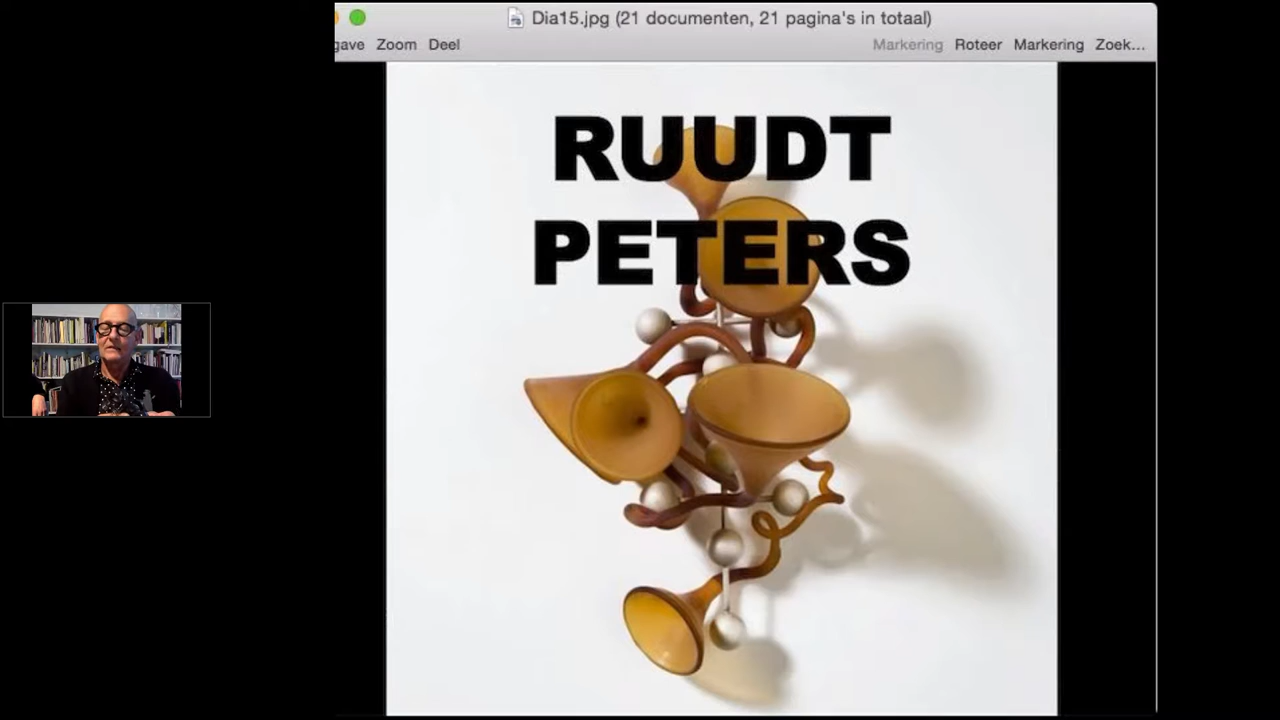 Dia15.jpg (21 documenten, 21 pagina's in totaal)
gave Zoom Deel Markering Roteer Markering Zoek...
RUUDT
PETERS